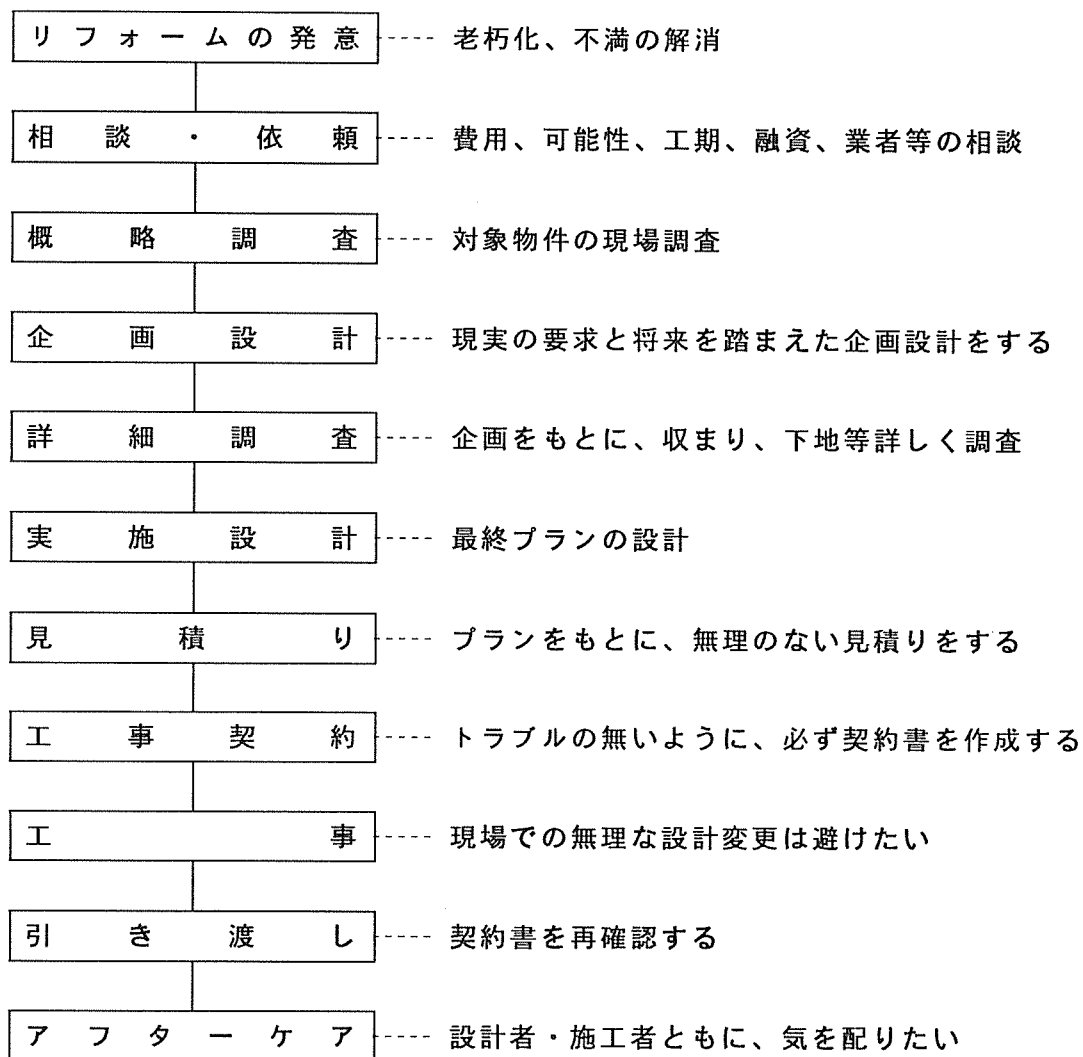 リフォームの発意 ---- 老朽化、不満の解消
相談・依頼 ---- 費用、可能性、工期、融資、業者等の相談
概略調査 ---- 対象物件の現場調査
企画設計 ---- 現実の要求と将来を踏まえた企画設計をする
詳細調査 ---- 企画をもとに、収まり、下地等詳しく調査
実施設計 ---- 最終プランの設計
見積り ---- プランをもとに、無理のない見積りをする
工事契約 ---- トラブルの無いように、必ず契約書を作成する
工事 ---- 現場での無理な設計変更は避けたい
引き渡し ---- 契約書を再確認する
アフターケア ---- 設計者・施工者ともに、気を配りたい